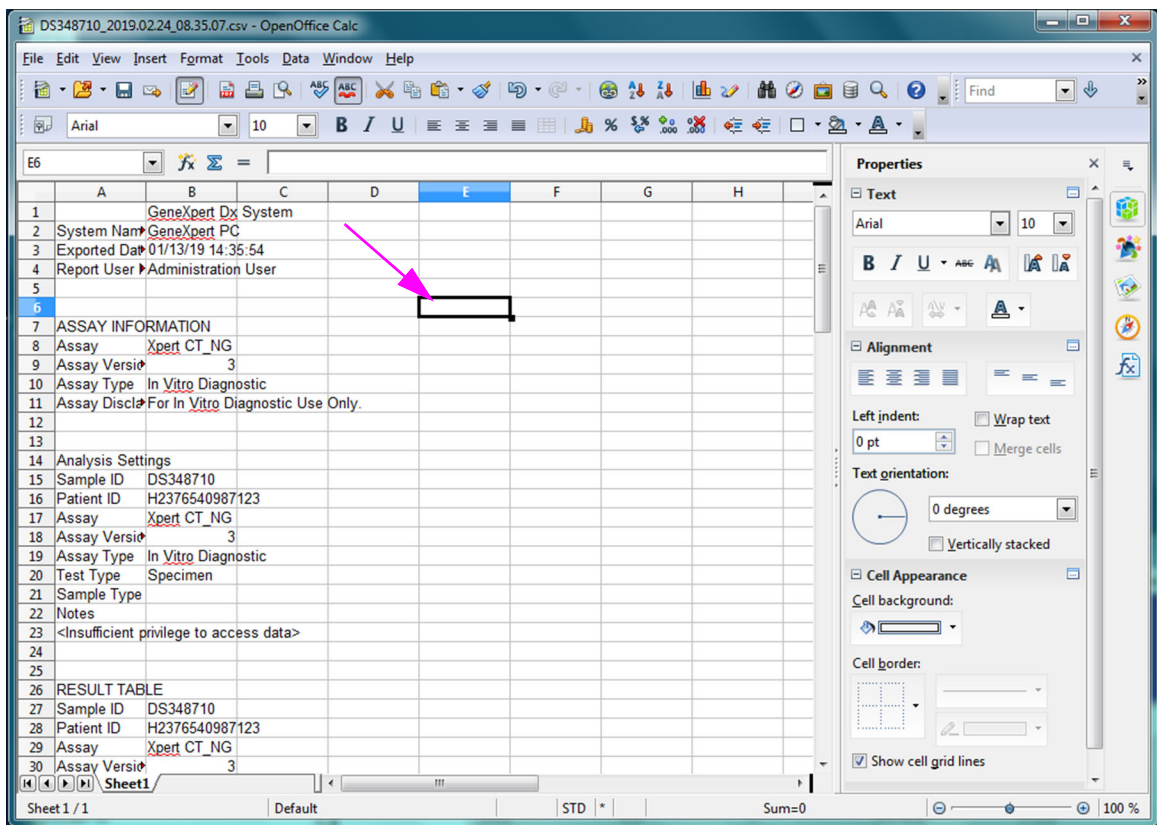 DS348710_2019.02.24_08.35.07.csv - OpenOffice Calc
File Edit View Insert Format Tools Data Window Help
Find
Arial 10
E6
A B C D E F G H
1 GeneXpert Dx System
2 System Nam GeneXpert PC
3 Exported Dat 01/13/19 14:35:54
4 Report User Administration User
5
6
7 ASSAY INFORMATION
8 Assay Xpert CT_NG
9 Assay Versio 3
10 Assay Type In Vitro Diagnostic
11 Assay Discla For In Vitro Diagnostic Use Only.
12
13
14 Analysis Settings
15 Sample ID DS348710
16 Patient ID H2376540987123
17 Assay Xpert CT_NG
18 Assay Versio 3
19 Assay Type In Vitro Diagnostic
20 Test Type Specimen
21 Sample Type
22 Notes
23 <Insufficient privilege to access data>
24
25
26 RESULT TABLE
27 Sample ID DS348710
28 Patient ID H2376540987123
29 Assay Xpert CT_NG
30 Assay Versio 3
Sheet1
Sheet 1 / 1 Default STD * Sum=0 100 %
Properties
Text
Arial 10
B I U ABC
Alignment
Left indent:
Wrap text
0 pt
Merge cells
Text orientation:
0 degrees
Vertically stacked
Cell Appearance
Cell background:
Cell border:
Show cell grid lines